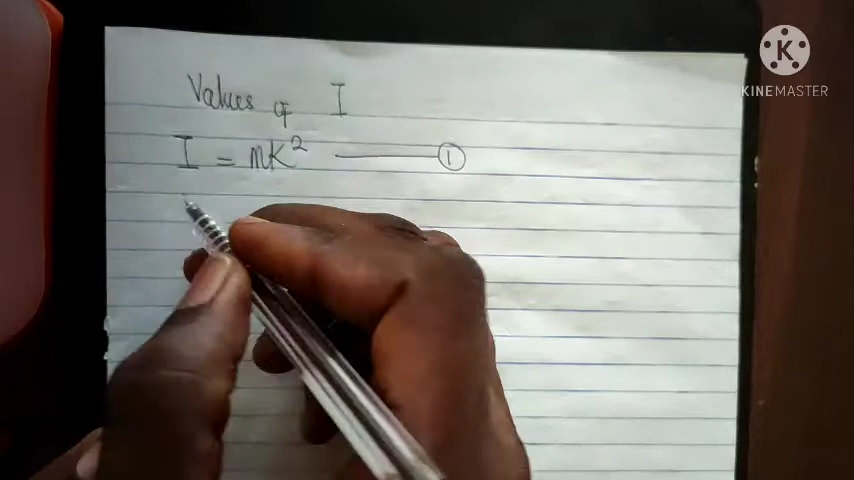 Values of I
I = MK² ——— ①
K
KINEMASTER